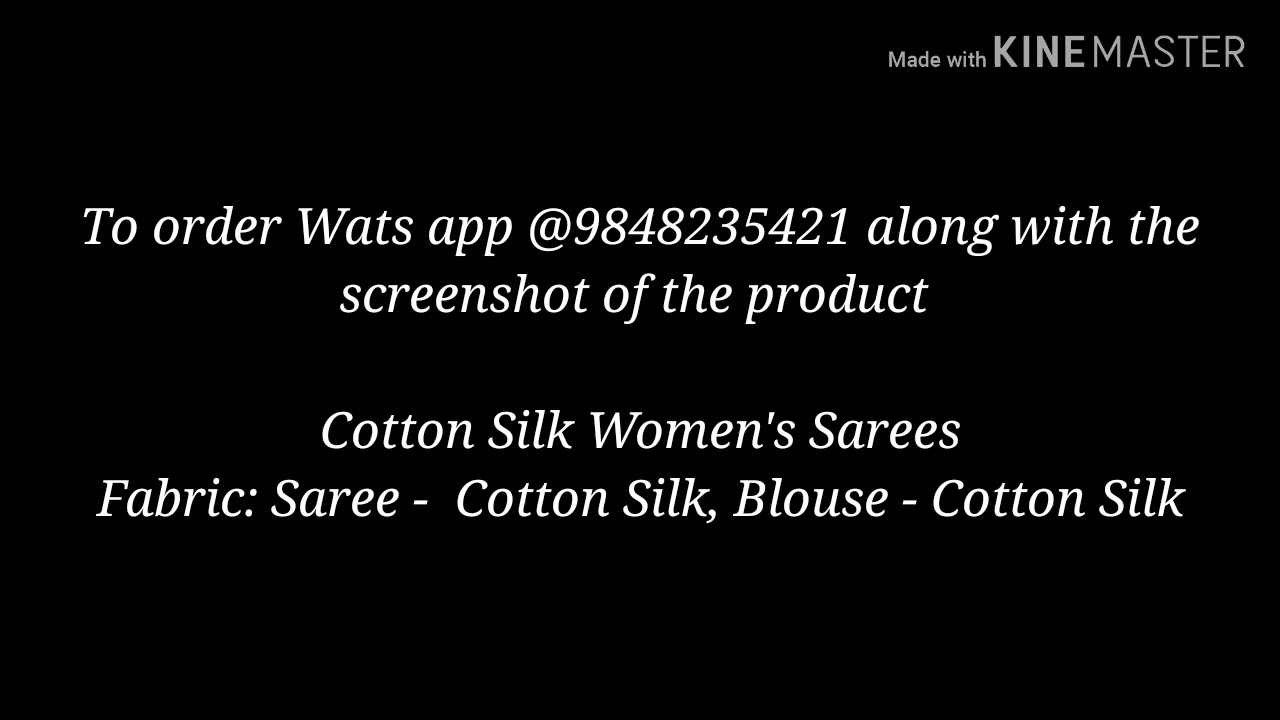 Made with KINEMASTER
To order Wats app @9848235421 along with the
screenshot of the product
Cotton Silk Women's Sarees
Fabric: Saree -  Cotton Silk, Blouse - Cotton Silk